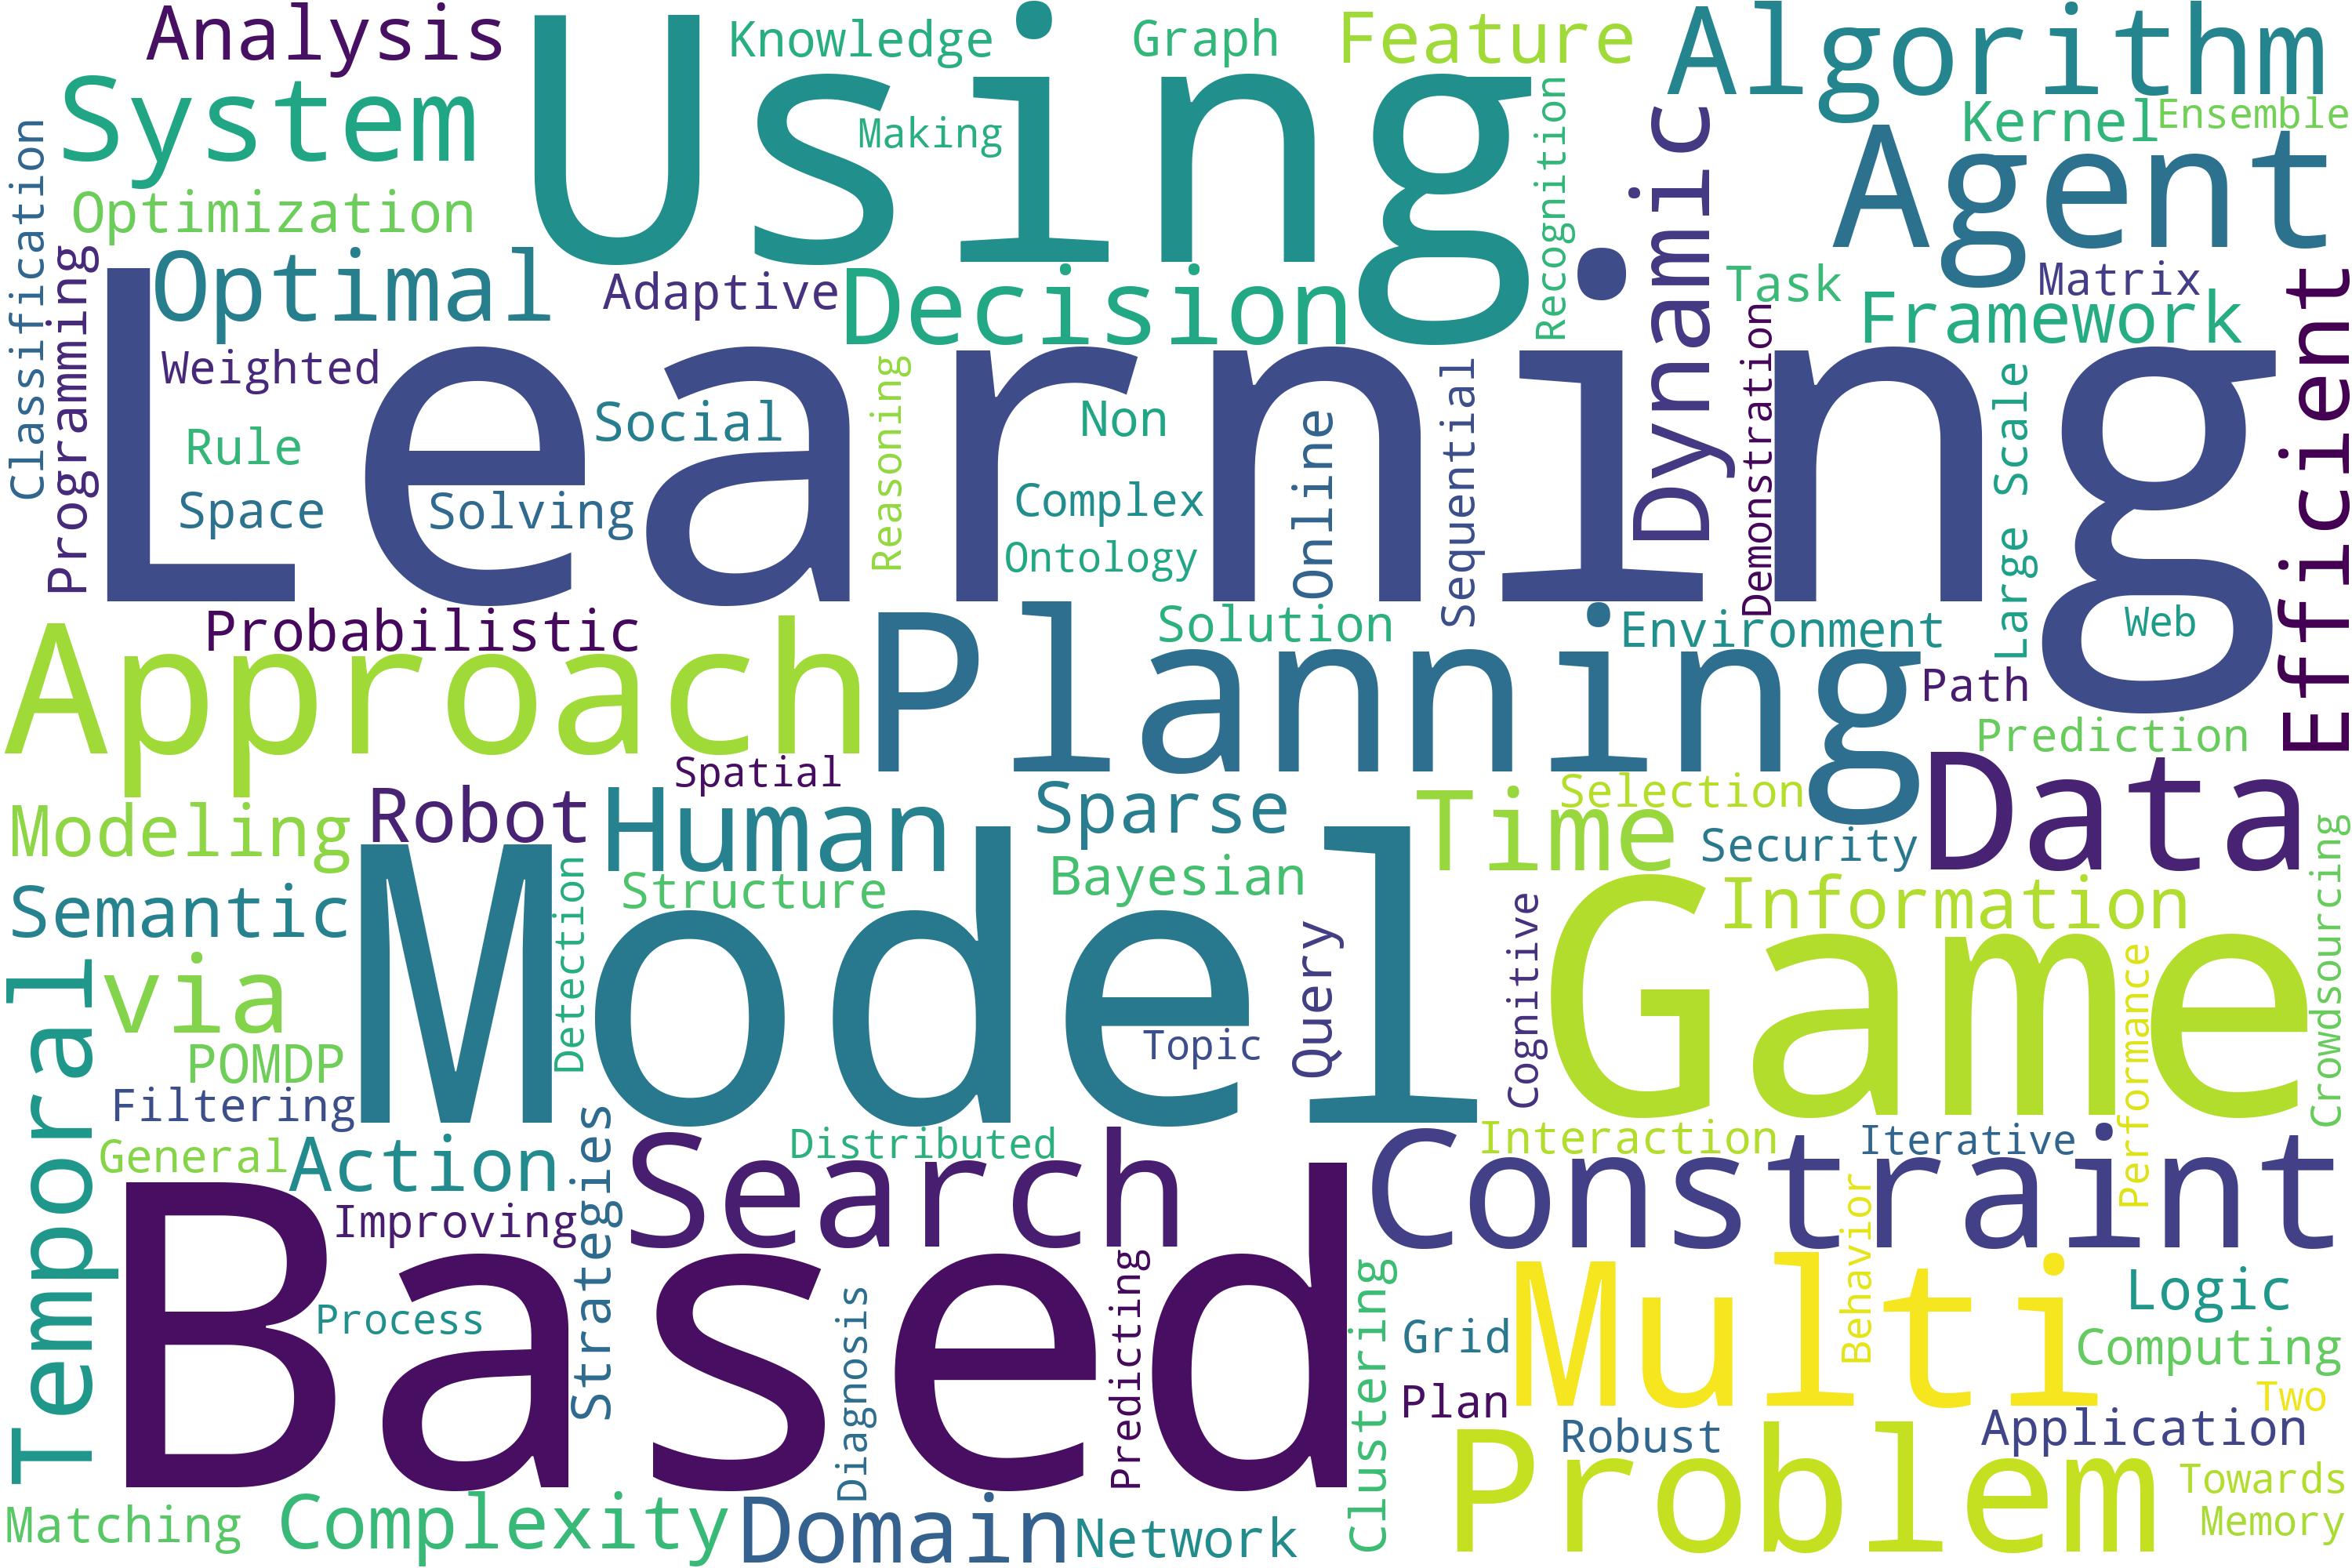 Analysis
Using
Knowledge
Graph
Feature
Algorithm
System
Making
Recognition
Dynamic
Kernel
Ensemble
Agent
Classification
Optimization
Programming
Optimal
Adaptive
Decision
Task
Matrix
Framework
Efficient
Learning
Weighted
Social
Reasoning
Non
Online
Sequential
Demonstration
Large Scale
Rule
Space
Solving
Complex
Ontology
Probabilistic
Approach
Planning
Solution
Environment
Web
Path
Prediction
Spatial
Modeling
Robot
Human
Sparse
Time
Selection
Security
Data
Semantic
Detection
Structure
Bayesian
Information
Crowdsourcing
Temporal
via
Model
Query
Cognitive
Game
Performance
POMDP
Topic
Filtering
General
Action
Strategies
Search
Distributed
Constraint
Interaction
Iterative
Based
Improving
Process
Diagnosis
Predicting
Clustering
Multi
Behavior
Logic
Grid
Computing
Plan
Two
Robust
Application
Problem
Towards
Memory
Matching
Complexity
Domain
Network